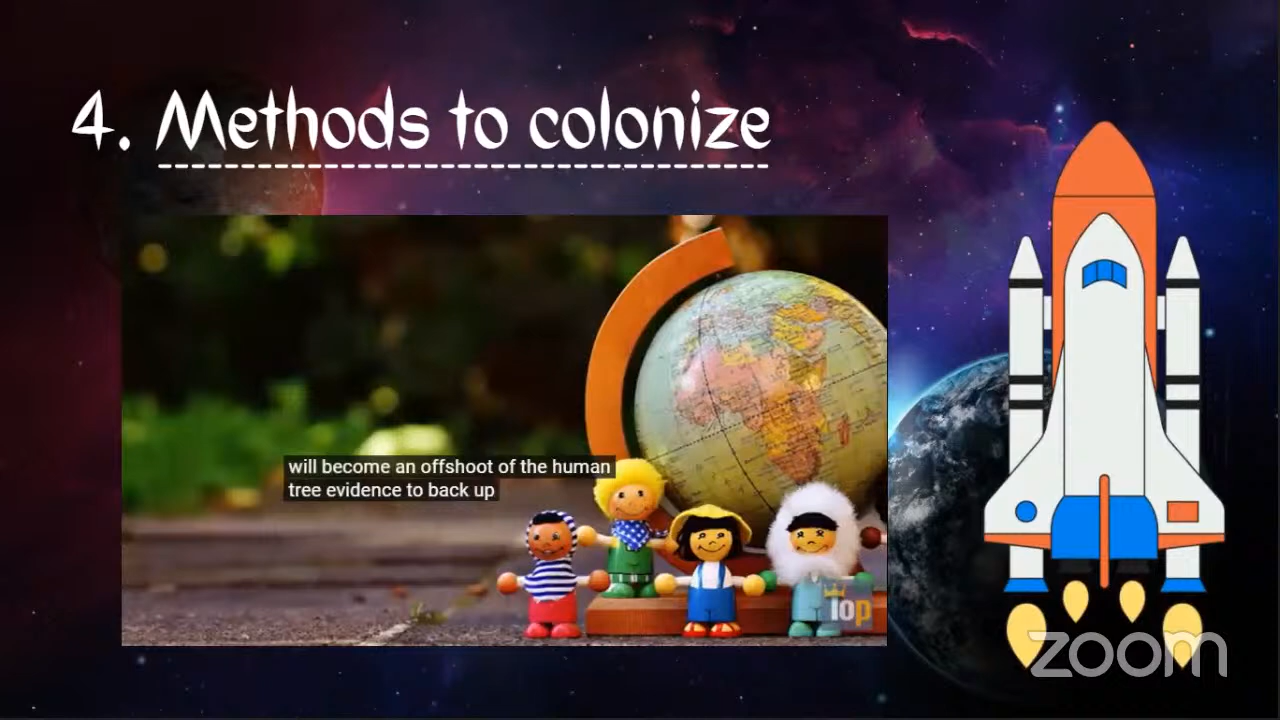 4. Methods to colonize
will become an offshoot of the human
tree evidence to back up
iop
zoom